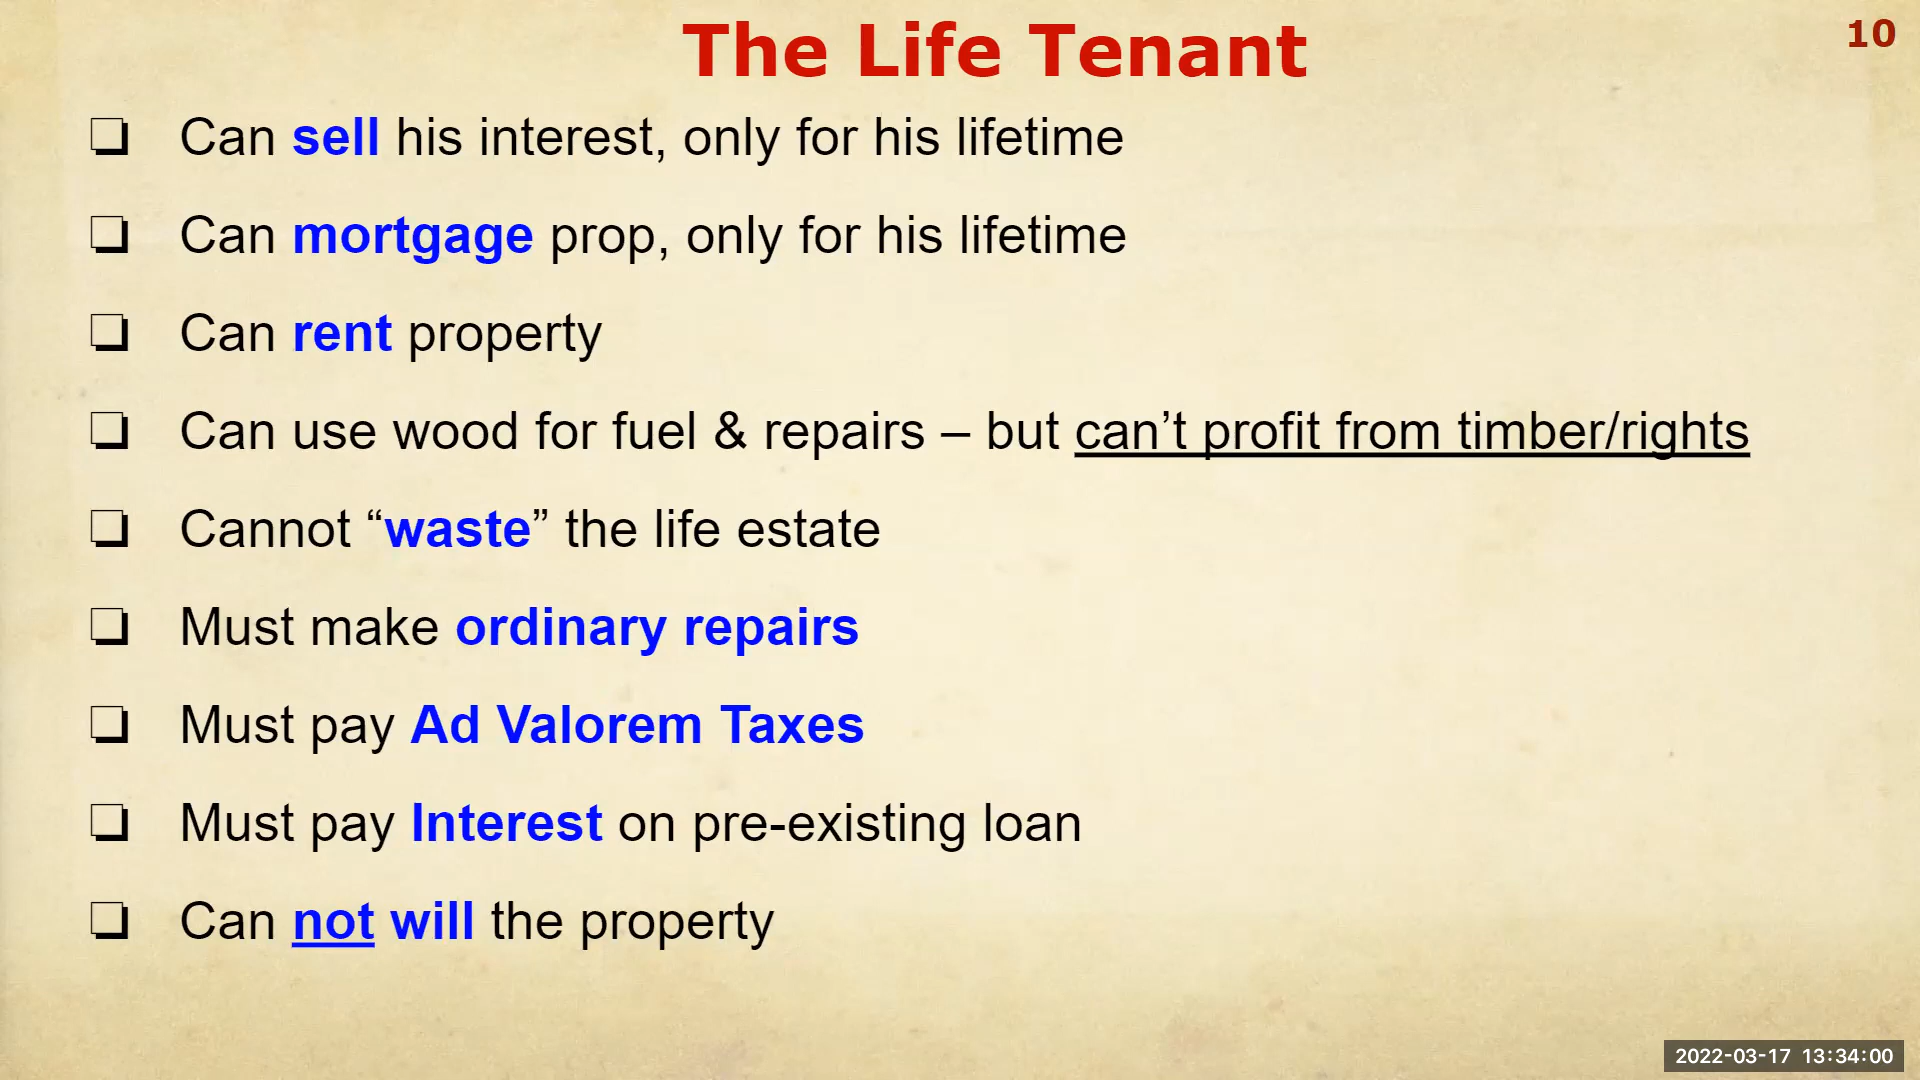 The Life Tenant
10
❏ Can sell his interest, only for his lifetime
❏ Can mortgage prop, only for his lifetime
❏ Can rent property
❏ Can use wood for fuel & repairs – but can’t profit from timber/rights
❏ Cannot “waste” the life estate
❏ Must make ordinary repairs
❏ Must pay Ad Valorem Taxes
❏ Must pay Interest on pre-existing loan
❏ Can not will the property
2022-03-17 13:34:00